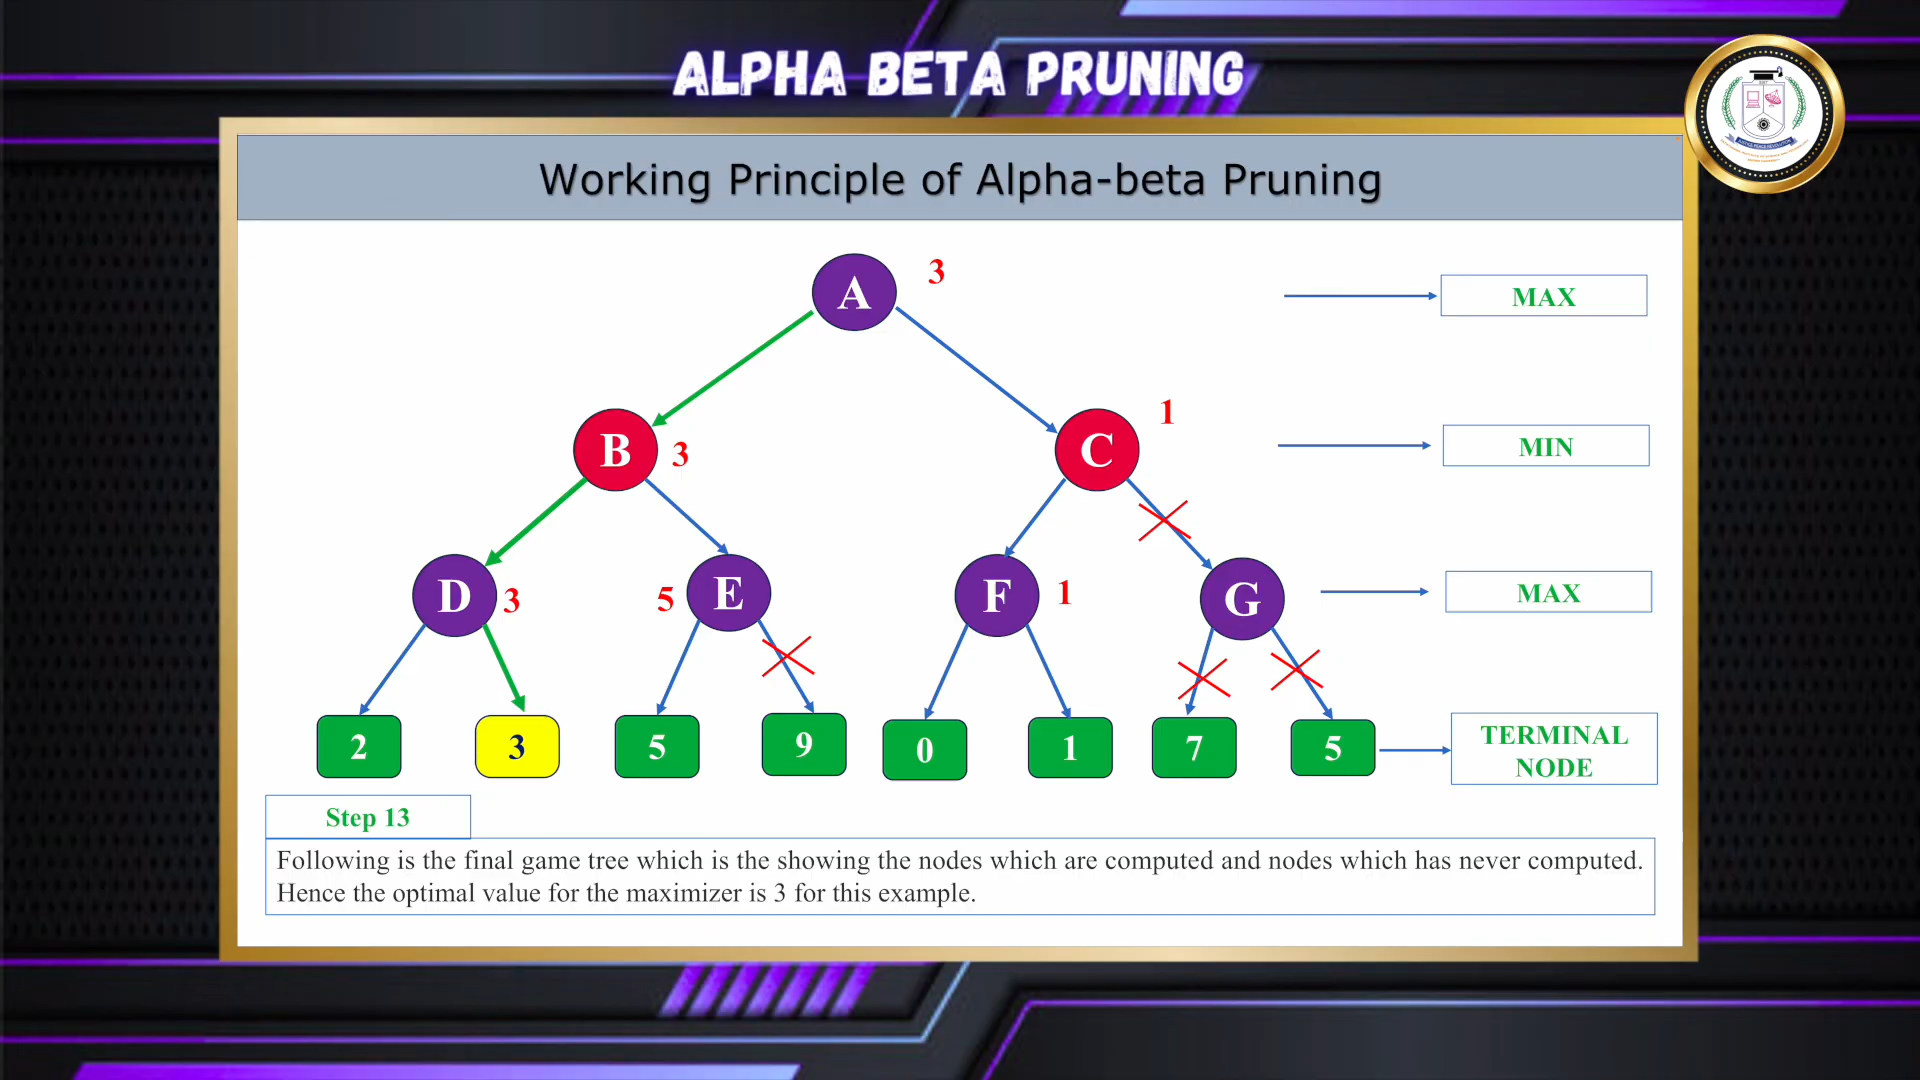 ALPHA BETA PRUNING
Working Principle of Alpha-beta Pruning
A
3
MAX
B
3
C
1
MIN
D
3
5
E
F
1
G
MAX
2
3
5
9
0
1
7
5
TERMINAL
NODE
Step 13
Following is the final game tree which is the showing the nodes which are computed and nodes which has never computed.
Hence the optimal value for the maximizer is 3 for this example.